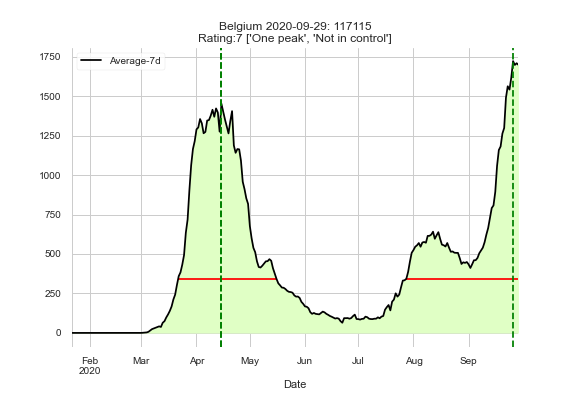 Belgium 2020-09-29: 117115
Rating:7 ['One peak', 'Not in control']
Average-7d
1750
1500
1250
1000
750
500
250
0
Feb Mar Apr May Jun Jul Aug Sep
2020
Date